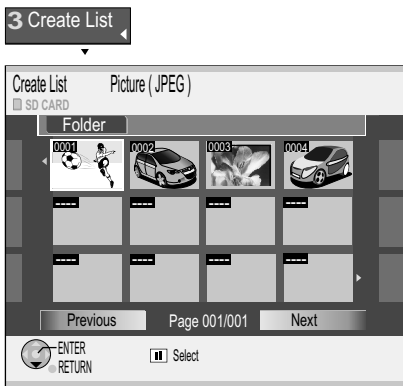 3 Create List
Create List Picture ( JPEG )
SD CARD
Folder
0001 0002 0003 0004
---- ---- ---- ----
---- ---- ---- ----
Previous Page 001/001 Next
ENTER
RETURN
Select